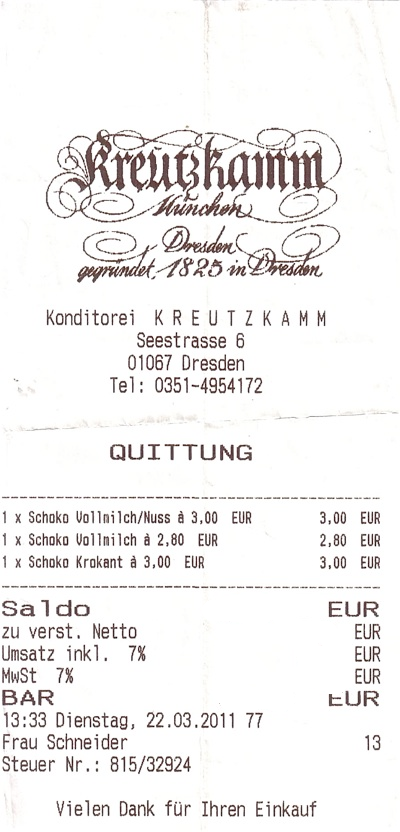 Kreutzkamm
München
Dresden
gegründet 1825 in Dresden
Konditorei K R E U T Z K A M M
Seestrasse 6
01067 Dresden
Tel: 0351-4954172
QUITTUNG
1 x Schoko Vollmilch/Nuss à 3,00 EUR 3,00 EUR
1 x Schoko Vollmilch à 2,80 EUR 2,80 EUR
1 x Schoko Krokant à 3,00 EUR 3,00 EUR
Saldo EUR
zu verst. Netto EUR
Umsatz inkl. 7% EUR
MwSt 7% EUR
BAR EUR
13:33 Dienstag, 22.03.2011 77
Frau Schneider 13
Steuer Nr.: 815/32924
Vielen Dank für Ihren Einkauf